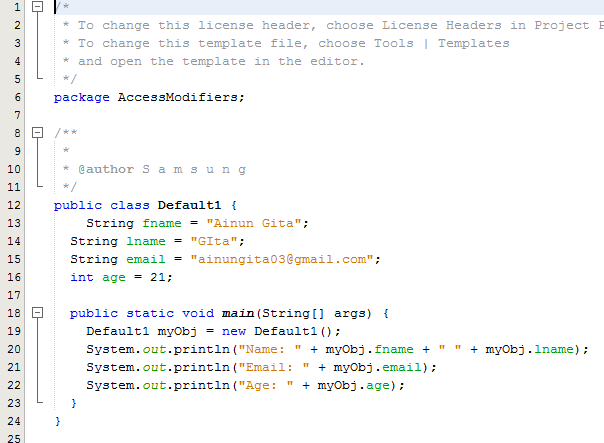 1 /*
2 * To change this license header, choose License Headers in Project
3 * To change this template file, choose Tools | Templates
4 * and open the template in the editor.
5 */
6 package AccessModifiers;
7
8 /**
9 *
10 * @author S a m s u n g
11 */
12 public class Default1 {
13 String fname = "Ainun Gita";
14 String lname = "GIta";
15 String email = "ainungita03@gmail.com";
16 int age = 21;
17
18 public static void main(String[] args) {
19 Default1 myObj = new Default1();
20 System.out.println("Name: " + myObj.fname + " " + myObj.lname);
21 System.out.println("Email: " + myObj.email);
22 System.out.println("Age: " + myObj.age);
23 }
24 }
25